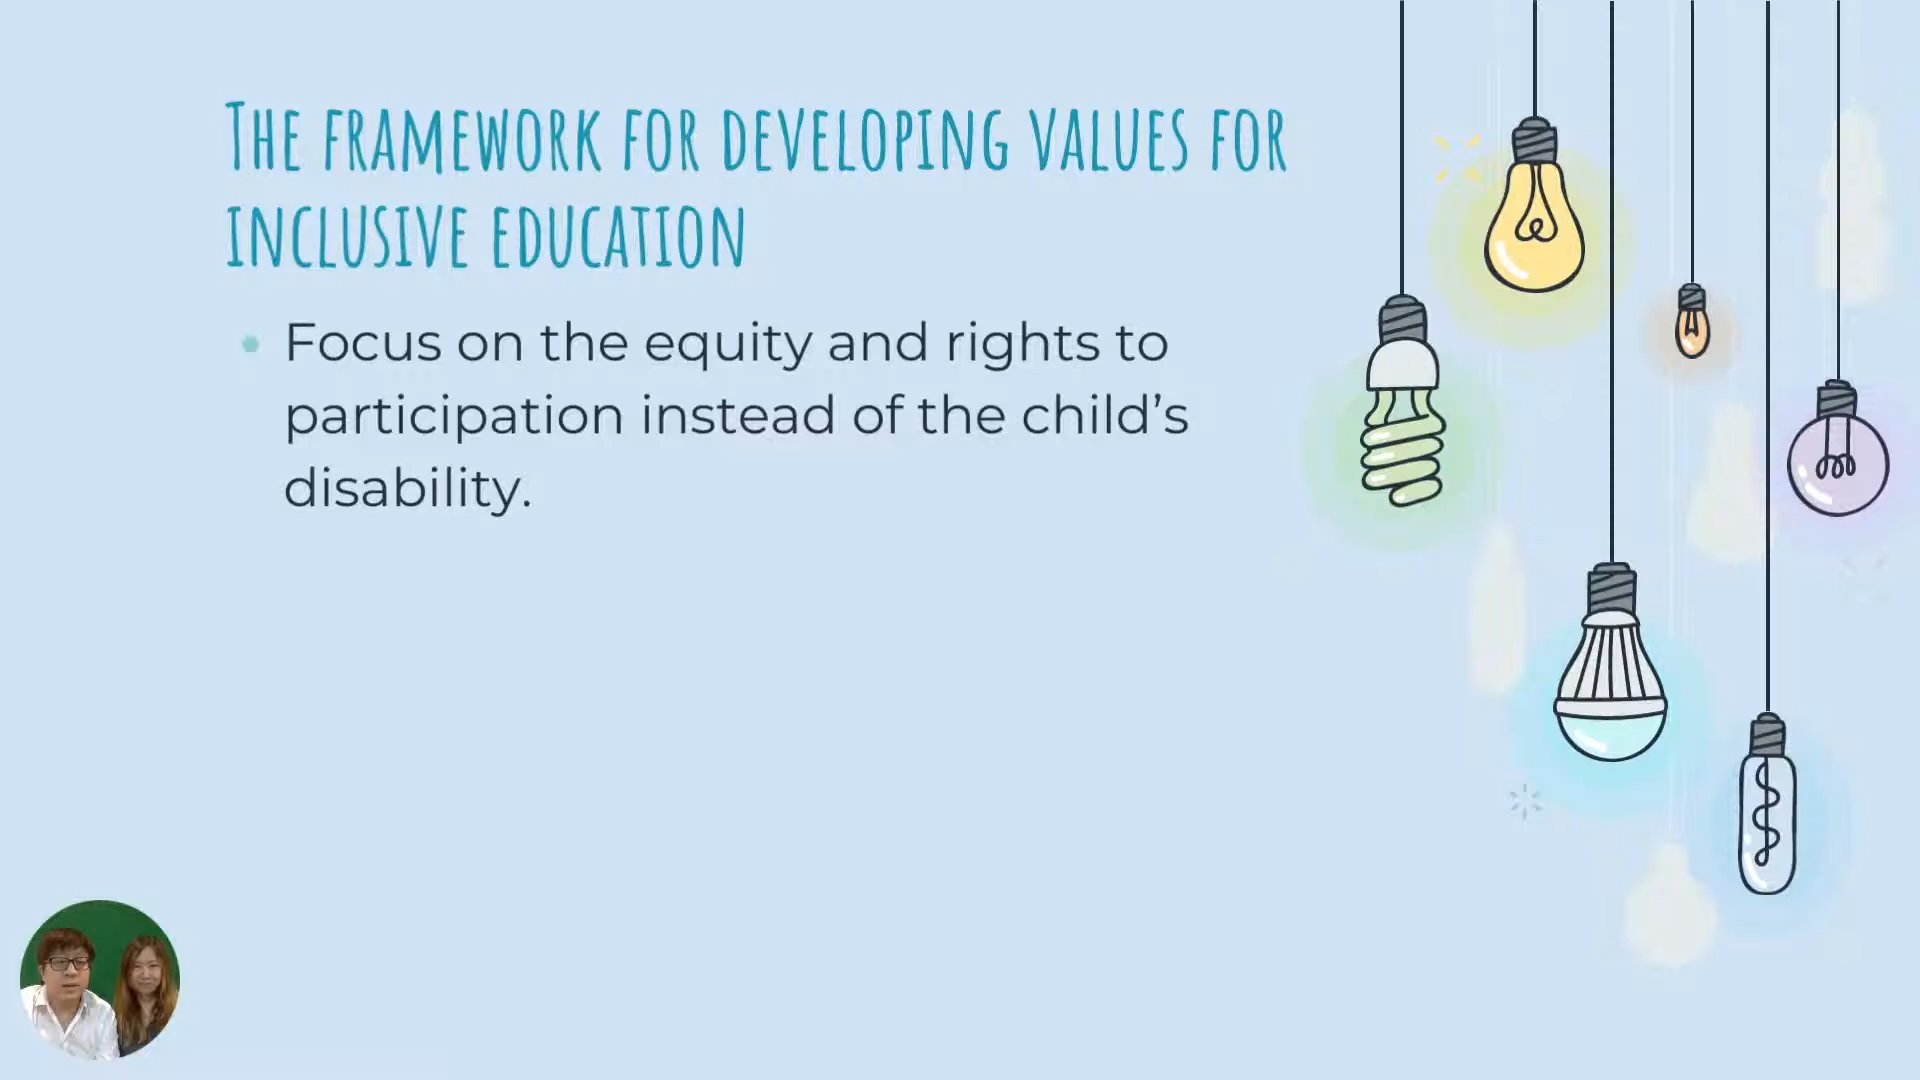 The framework for developing values for
inclusive education
Focus on the equity and rights to
participation instead of the child’s
disability.